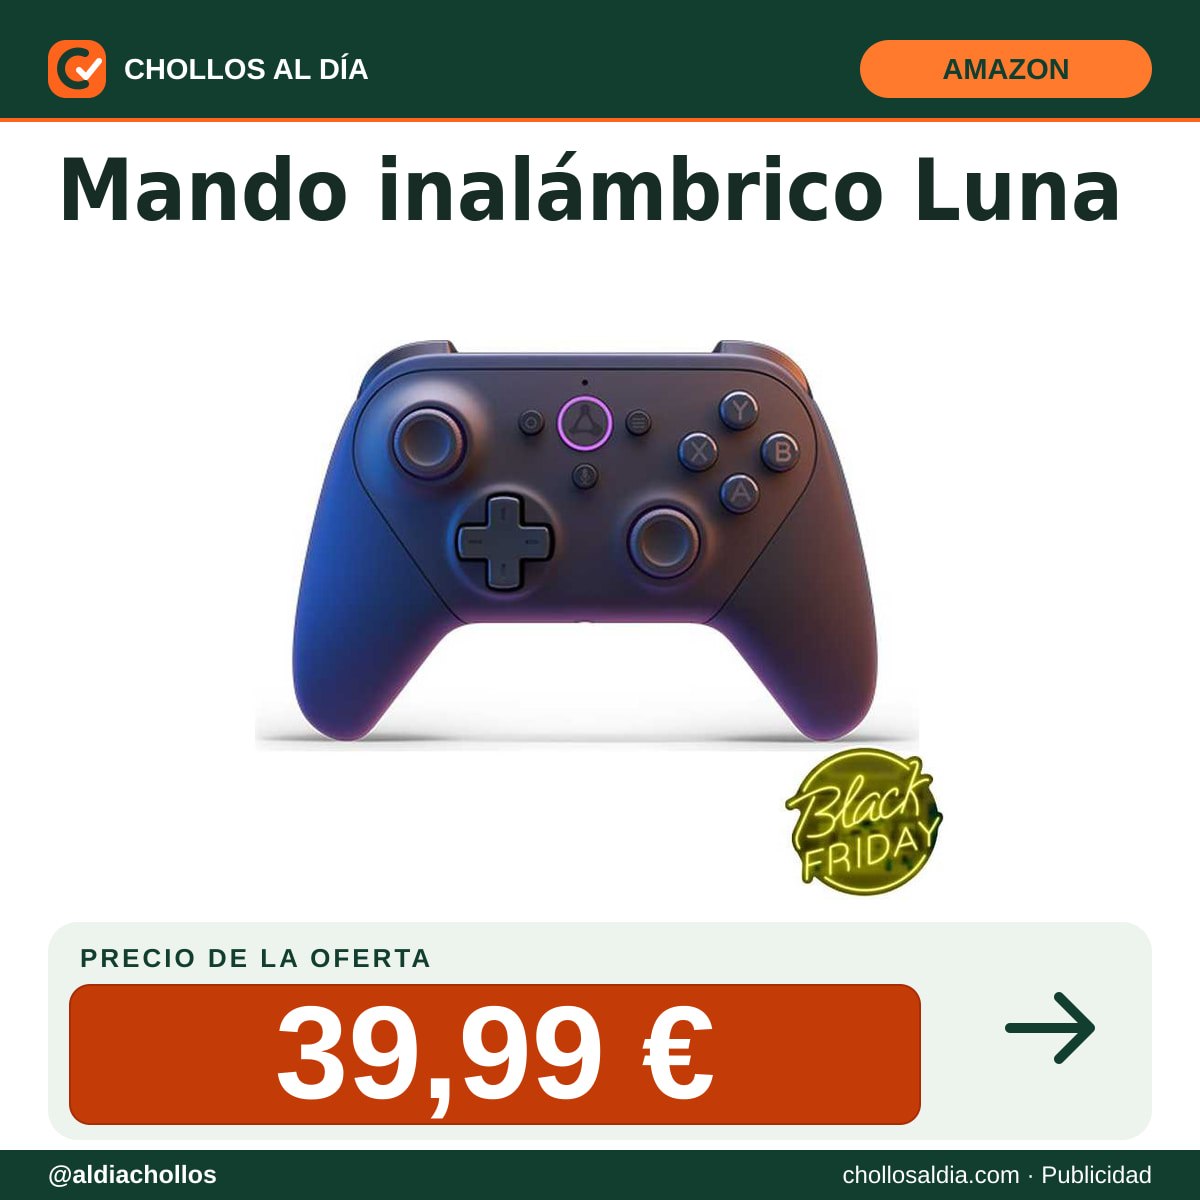 CHOLLOS AL DÍA
AMAZON
Mando inalámbrico Luna
Y
X
B
A
Black
FRIDAY
PRECIO DE LA OFERTA
39,99 €
@aldiachollos
chollosaldia.com · Publicidad